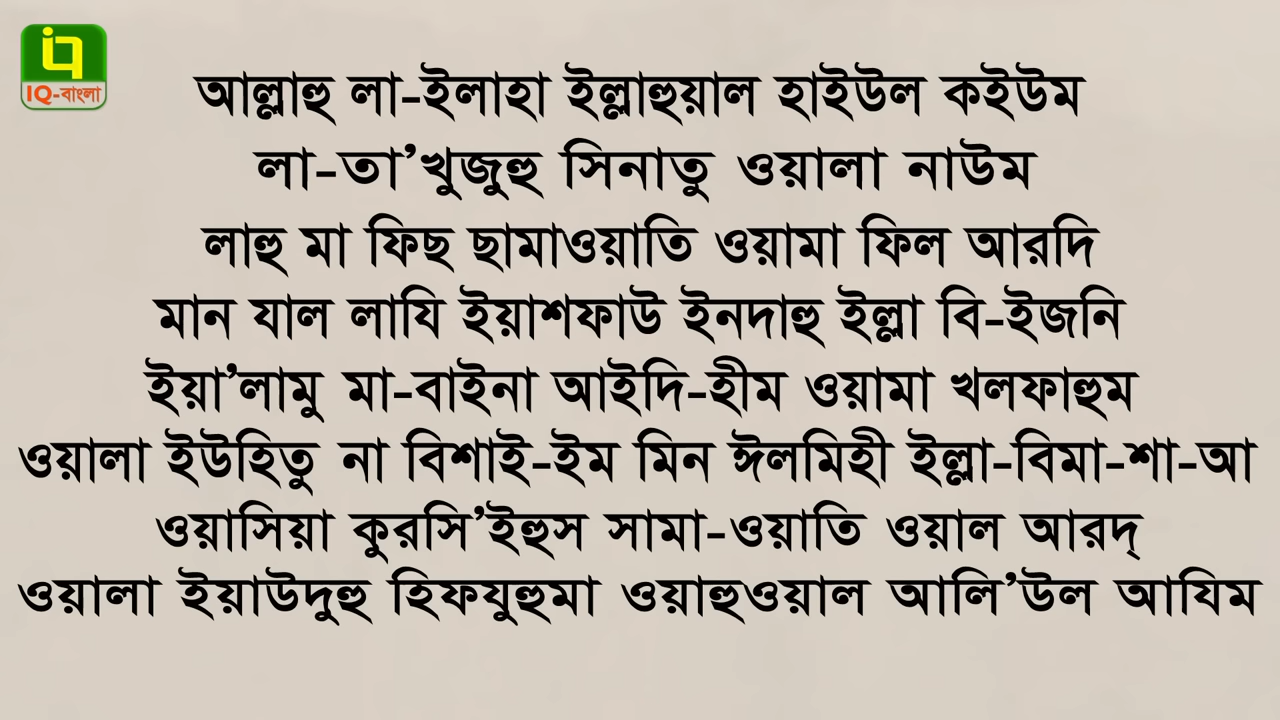 IQ-বাংলা
আল্লাহু লা-ইলাহা ইল্লাহুয়াল হাইউল কইউম
লা-তা’খুজুহু সিনাতু ওয়ালা নাউম
লাহু মা ফিছ ছামাওয়াতি ওয়ামা ফিল আরদি
মান যাল লাযি ইয়াশফাউ ইনদাহু ইল্লা বি-ইজনি
ইয়া’লামু মা-বাইনা আইদি-হীম ওয়ামা খলফাহুম
ওয়ালা ইউহিতু না বিশাই-ইম মিন ঈলমিহী ইল্লা-বিমা-শা-আ
ওয়াসিয়া কুরসি’ইহুস সামা-ওয়াতি ওয়াল আরদ্
ওয়ালা ইয়াউদুহু হিফযুহুমা ওয়াহুওয়াল আলি’উল আযিম